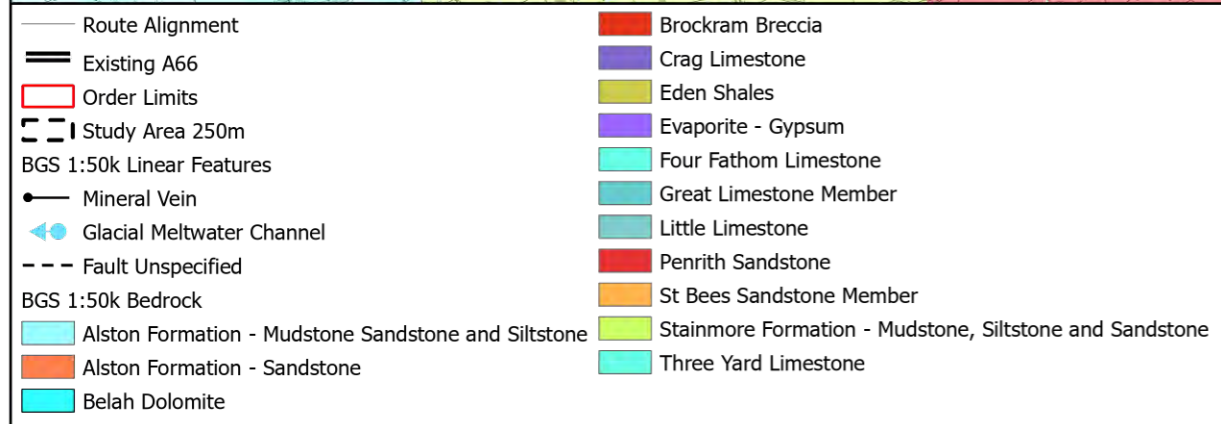 Route Alignment
Existing A66
Order Limits
Study Area 250m
BGS 1:50k Linear Features
Mineral Vein
Glacial Meltwater Channel
Fault Unspecified
BGS 1:50k Bedrock
Alston Formation - Mudstone Sandstone and Siltstone
Alston Formation - Sandstone
Belah Dolomite
Brockram Breccia
Crag Limestone
Eden Shales
Evaporite - Gypsum
Four Fathom Limestone
Great Limestone Member
Little Limestone
Penrith Sandstone
St Bees Sandstone Member
Stainmore Formation - Mudstone, Siltstone and Sandstone
Three Yard Limestone